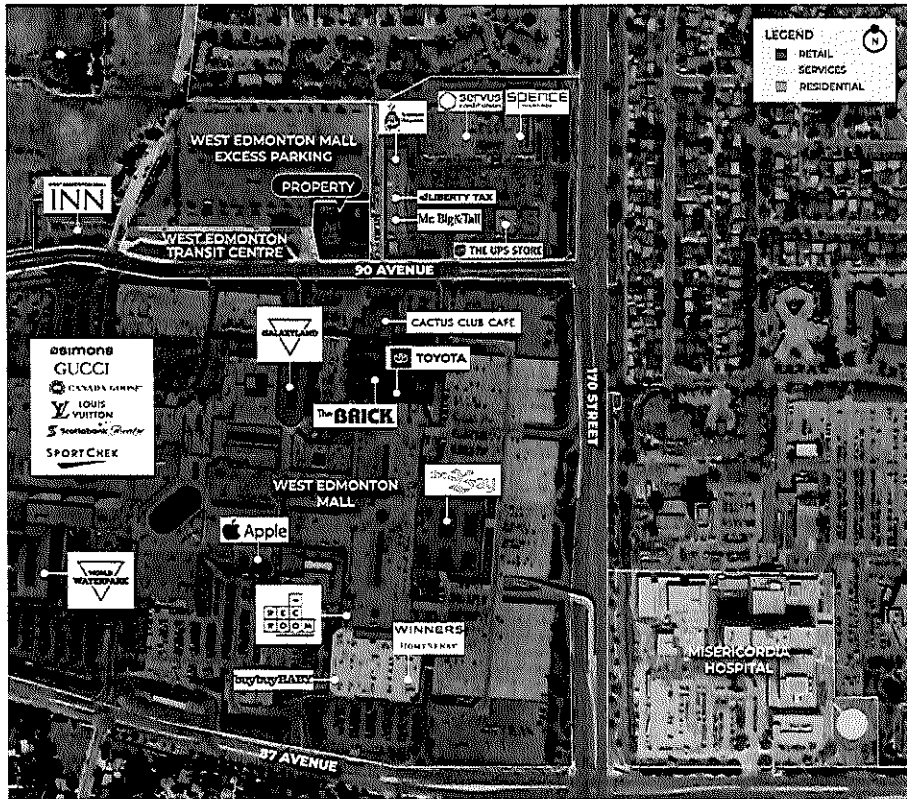 LEGEND
N
RETAIL
SERVICES
RESIDENTIAL
servus
SPENCE
WEST EDMONTON MALL
EXCESS PARKING
PROPERTY
INN
LIBERTY TAX
Mr. Big&Tall
WEST EDMONTON
TRANSIT CENTRE
THE UPS STORE
90 AVENUE
GALAXYLAND
CACTUS CLUB CAFE
TOYOTA
The BRICK
170 STREET
simons
GUCCI
CANADA GOOSE
LOUIS
VUITTON
Scotiabank Theatre
SPORT CHEK
WEST EDMONTON
MALL
the Bay
Apple
WORLD
WATERPARK
REC
ROOM
WINNERS
HOMESENSE
buybuyBABY
MISERICORDIA
HOSPITAL
87 AVENUE